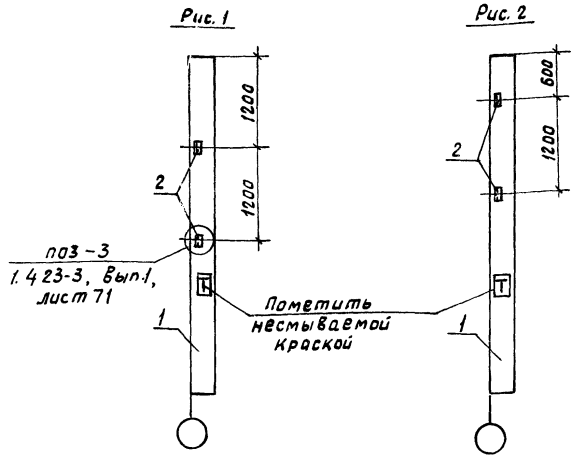 Рис. 1
Рис. 2
1200
1200
600
1200
2
2
поз-3
1.423-3, Вып.1,
лист 71
Т
Т
Пометить
несмываемой
краской
1
1